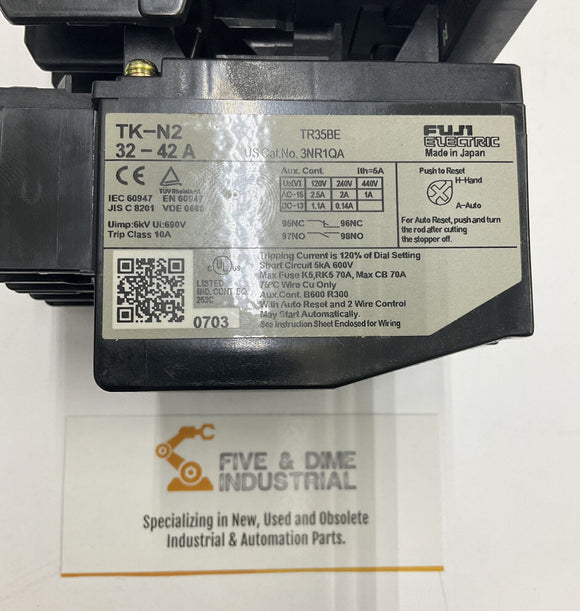 TK-N2
32-42 A
TR35BE
US Cat.No. 3NR1QA
FUJI
ELECTRIC
Made in Japan
TÜV Rheinland
IEC 60947 EN 60947
JIS C 8201 VDE 0660
Uimp:6kV Ui:690V
Trip Class 10A
Aux. Cont. Ith=5A
Ue(V) 120V 240V 440V
AC-15 2.5A 2A 1A
DC-13 1.1A 0.14A
95NC 96NC
97NO 98NO
Push to Reset
H-Hand
A-Auto
For Auto Reset, push and turn
the rod after cutting
the stopper off.
C UL US
LISTED
IND. CONT. EQ.
253C
0703
Tripping Current is 120% of Dial Setting
Short Circuit 5kA 600V
Max Fuse K5,RK5 70A, Max CB 70A
75°C Wire Cu Only
Aux.Cont. B600 R300
With Auto Reset and 2 Wire Control
May Start Automatically.
See Instruction Sheet Enclosed for Wiring
FIVE & DIME
INDUSTRIAL
Specializing in New, Used and Obsolete
Industrial & Automation Parts.